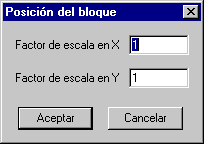 Posición del bloque
Factor de escala en X 1
Factor de escala en Y 1
Aceptar Cancelar